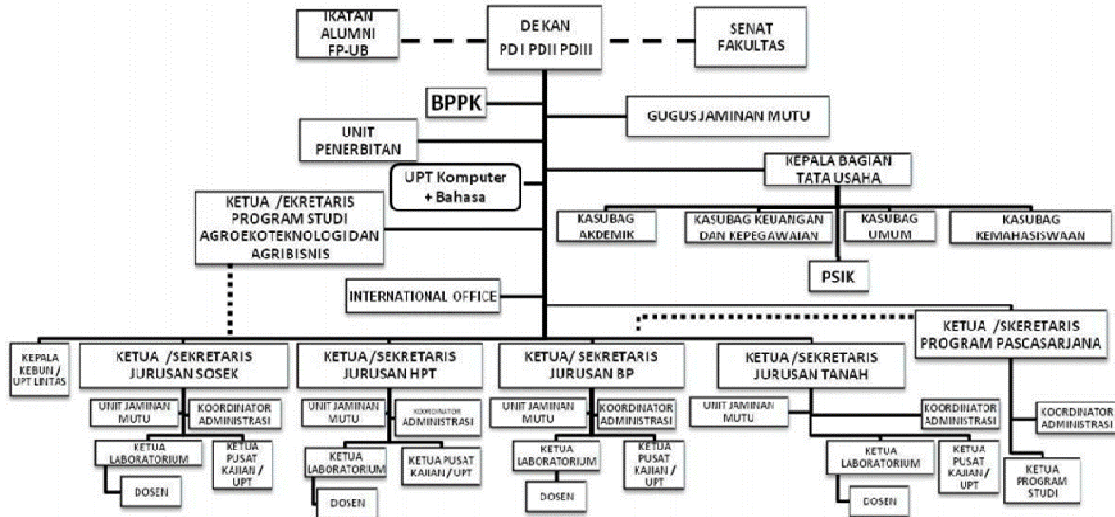 IKATAN
ALUMNI
FP-UB
DEKAN
PDI PDII PDIII
SENAT
FAKULTAS
BPPK
GUGUS JAMINAN MUTU
UNIT
PENERBITAN
KEPALA BAGIAN
TATA USAHA
UPT Komputer
+ Bahasa
KETUA /EKRETARIS
PROGRAM STUDI
AGROEKOTEKNOLOGI DAN
AGRIBISNIS
KASUBAG
AKDEMIK
KASUBAG KEUANGAN
DAN KEPEGAWAIAN
KASUBAG
UMUM
KASUBAG
KEMAHASISWAAN
PSIK
INTERNATIONAL OFFICE
KETUA /SKERETARIS
PROGRAM PASCASARJANA
KEPALA
KEBUN /
UPT LINTAS
KETUA /SEKRETARIS
JURUSAN SOSEK
KETUA /SEKRETARIS
JURUSAN HPT
KETUA/ SEKRETARIS
JURUSAN BP
KETUA /SEKRETARIS
JURUSAN TANAH
UNIT JAMINAN
MUTU
KOORDINATOR
ADMINISTRASI
UNIT JAMINAN
MUTU
KOORDINATOR
ADMINISTRASI
UNIT JAMINAN
MUTU
KOORDINATOR
ADMINISTRASI
UNIT JAMINAN
MUTU
KOORDINATOR
ADMINISTRASI
KOORDINATOR
ADMINISTRASI
KETUA
LABORATORIUM
KETUA
PUSAT
KAJIAN /
UPT
KETUA
LABORATORIUM
KETUA PUSAT
KAJIAN / UPT
KETUA
LABORATORIUM
KETUA
PUSAT
KAJIAN /
UPT
KETUA
LABORATORIUM
KETUA
PUSAT
KAJIAN /
UPT
KETUA
PROGRAM
STUDI
DOSEN
DOSEN
DOSEN
DOSEN